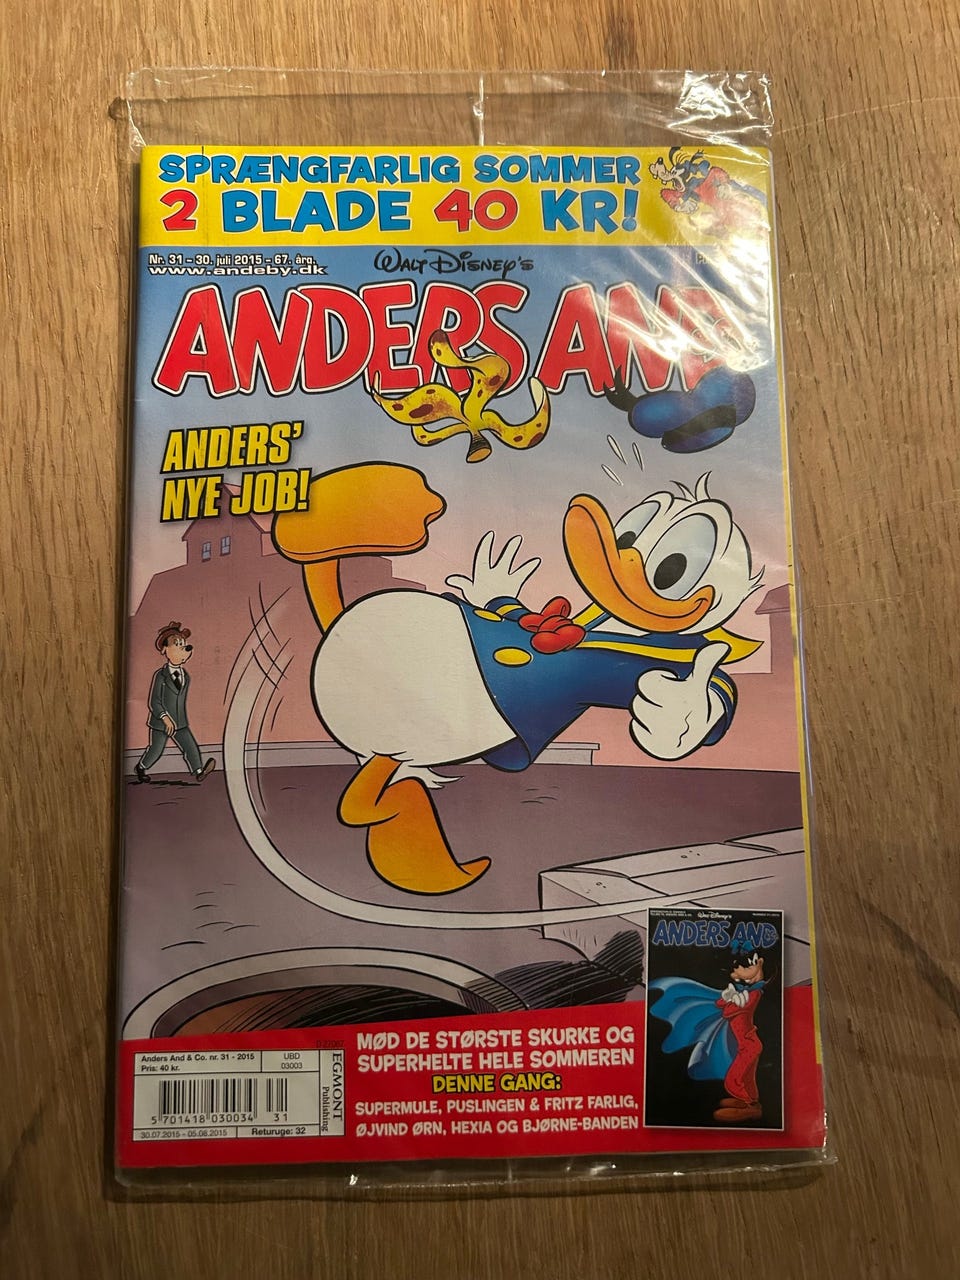 SPRÆNGFARLIG SOMMER
2 BLADE 40 KR!
Nr. 31 - 30. juli 2015 - 67. årg.
www.andeby.dk
WALT DISNEY'S
ANDERS AND
ANDERS'
NYE JOB!
WALT DISNEY'S
ANDERS AND
MØD DE STØRSTE SKURKE OG
SUPERHELTE HELE SOMMEREN
DENNE GANG:
SUPERMULE, PUSLINGEN & FRITZ FARLIG,
ØJVIND ØRN, HEXIA OG BJØRNE-BANDEN
Anders And & Co. nr. 31 - 2015
Pris: 40 kr.
UBD
03003
5 701418 030034
31
30.07.2015 - 05.08.2015
Returuge: 32
EGMONT
Publishing